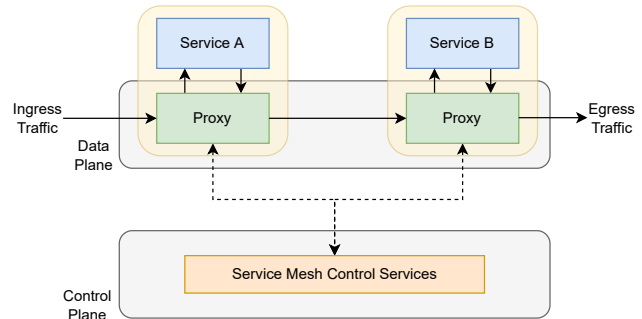 Service A
Service B
Ingress
Traffic
Proxy
Proxy
Egress
Traffic
Data
Plane
Service Mesh Control Services
Control
Plane